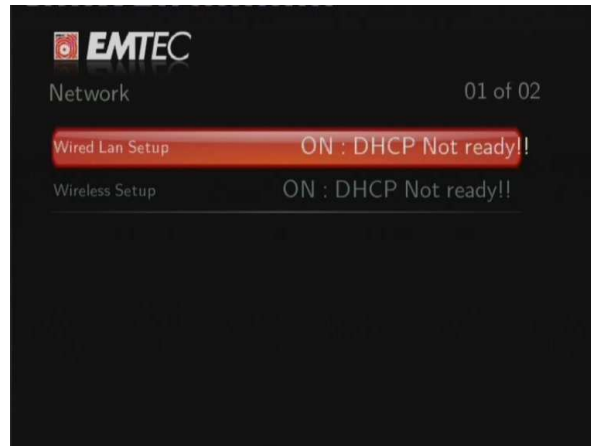 EMTEC
Network 01 of 02
Wired Lan Setup ON : DHCP Not ready!!
Wireless Setup ON : DHCP Not ready!!